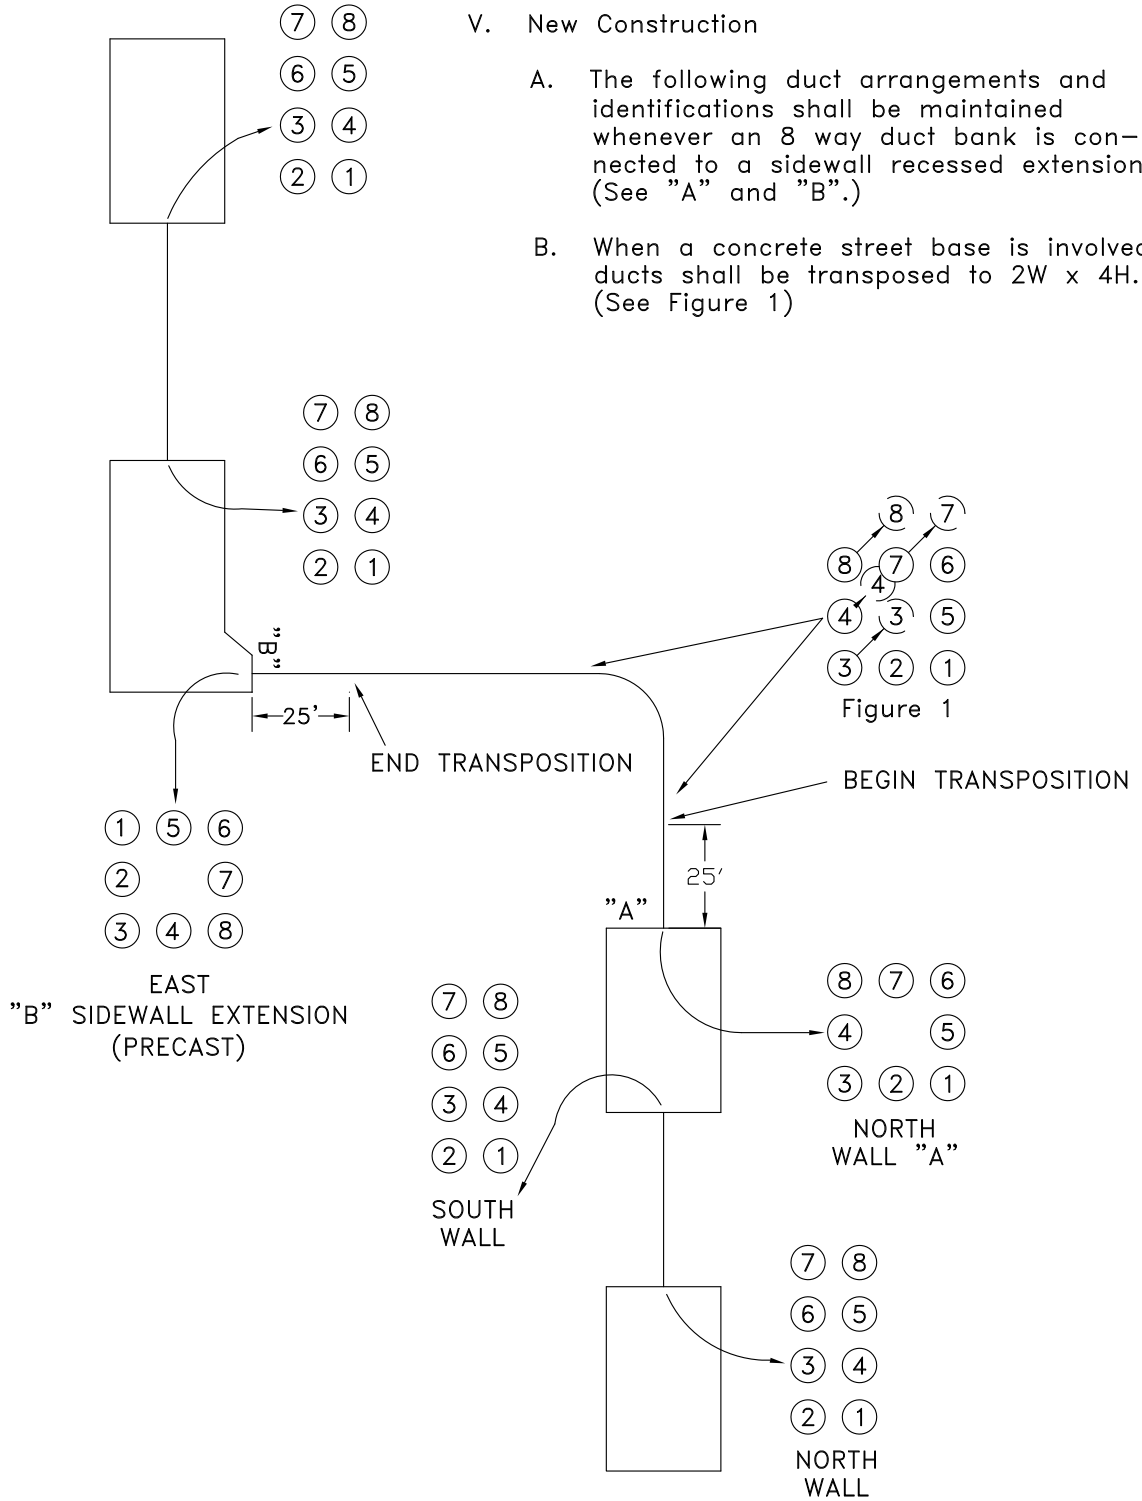 7 8
6 5
3 4
2 1
V. New Construction
A. The following duct arrangements and
identifications shall be maintained
whenever an 8 way duct bank is con-
nected to a sidewall recessed extension
(See "A" and "B".)
B. When a concrete street base is involved
ducts shall be transposed to 2W x 4H.
(See Figure 1)
7 8
6 5
3 4
2 1
8 7
8 7 6
4
4 3 5
3 2 1
Figure 1
"B"
25'
END TRANSPOSITION
BEGIN TRANSPOSITION
1 5 6
2 7
3 4 8
EAST
"B" SIDEWALL EXTENSION
(PRECAST)
25'
"A"
7 8
6 5
3 4
2 1
SOUTH
WALL
8 7 6
4 5
3 2 1
NORTH
WALL "A"
7 8
6 5
3 4
2 1
NORTH
WALL